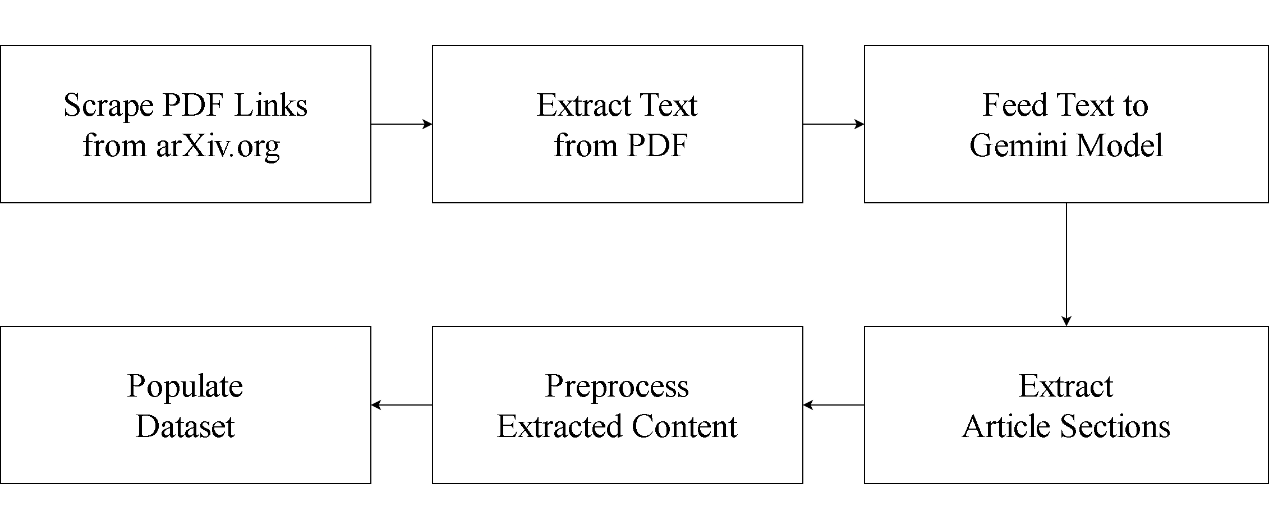 Scrape PDF Links
from arXiv.org
Extract Text
from PDF
Feed Text to
Gemini Model
Extract
Article Sections
Preprocess
Extracted Content
Populate
Dataset